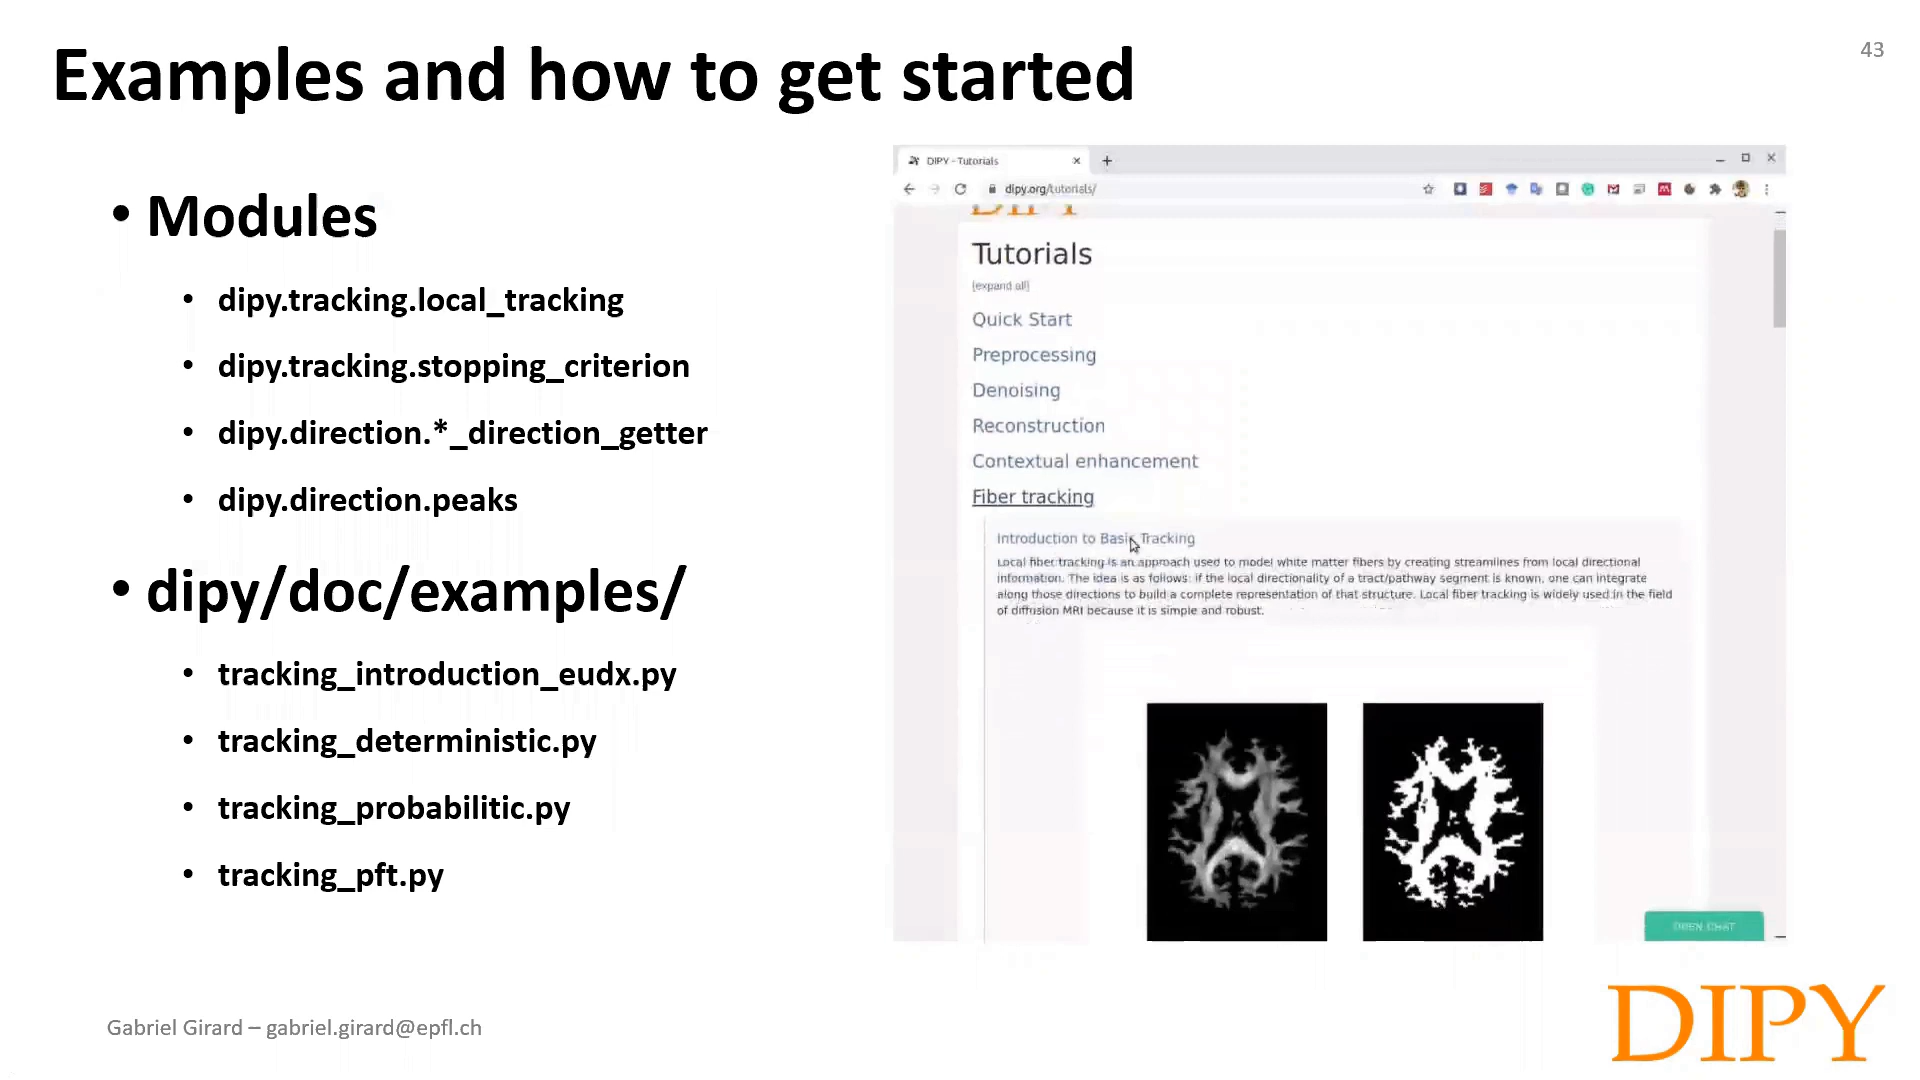 Examples and how to get started
43
• Modules
• dipy.tracking.local_tracking
• dipy.tracking.stopping_criterion
• dipy.direction.*_direction_getter
• dipy.direction.peaks
• dipy/doc/examples/
• tracking_introduction_eudx.py
• tracking_deterministic.py
• tracking_probabilitic.py
• tracking_pft.py
DIPY - Tutorials
dipy.org/tutorials/
Tutorials
[expand all]
Quick Start
Preprocessing
Denoising
Reconstruction
Contextual enhancement
Fiber tracking
Introduction to Basic Tracking
Local fiber tracking is an approach used to model white matter fibers by creating streamlines from local directional
information. The idea is as follows: if the local directionality of a tract/pathway segment is known, one can integrate
along those directions to build a complete representation of that structure. Local fiber tracking is widely used in the field
of diffusion MRI because it is simple and robust.
OPEN CHAT
Gabriel Girard – gabriel.girard@epfl.ch
DIPY